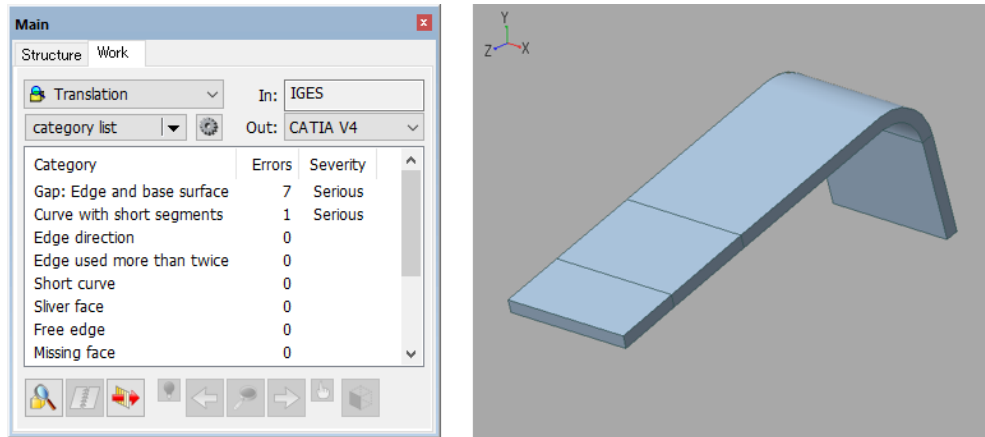 Main
Structure Work
Translation In: IGES
category list Out: CATIA V4
Category Errors Severity
Gap: Edge and base surface 7 Serious
Curve with short segments 1 Serious
Edge direction 0
Edge used more than twice 0
Short curve 0
Sliver face 0
Free edge 0
Missing face 0
Y
Z X